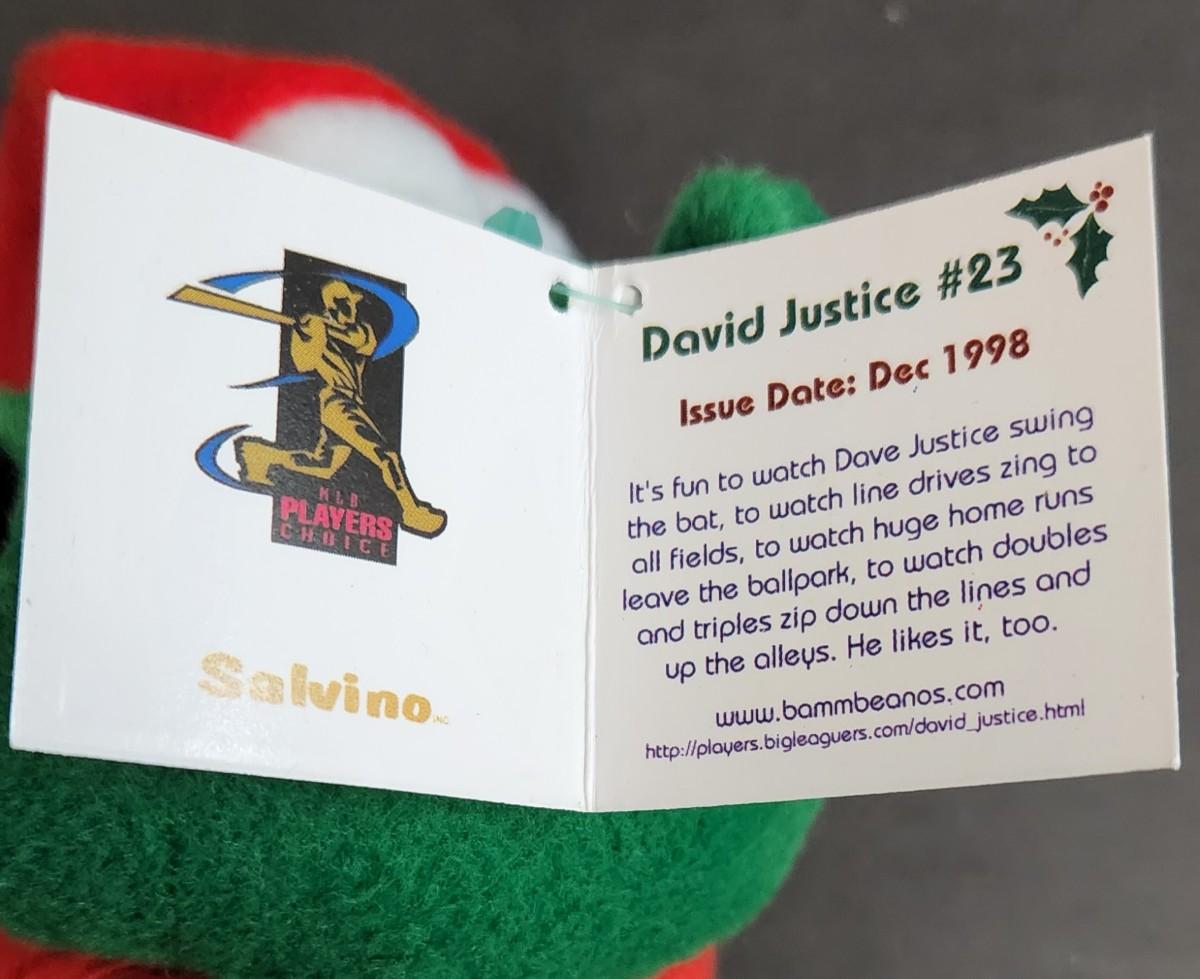 MLB
PLAYERS
CHOICE
Salvino INC.
David Justice #23
Issue Date: Dec 1998
It's fun to watch Dave Justice swing
the bat, to watch line drives zing to
all fields, to watch huge home runs
leave the ballpark, to watch doubles
and triples zip down the lines and
up the alleys. He likes it, too.
www.bammbeanos.com
http://players.bigleaguers.com/david_justice.html